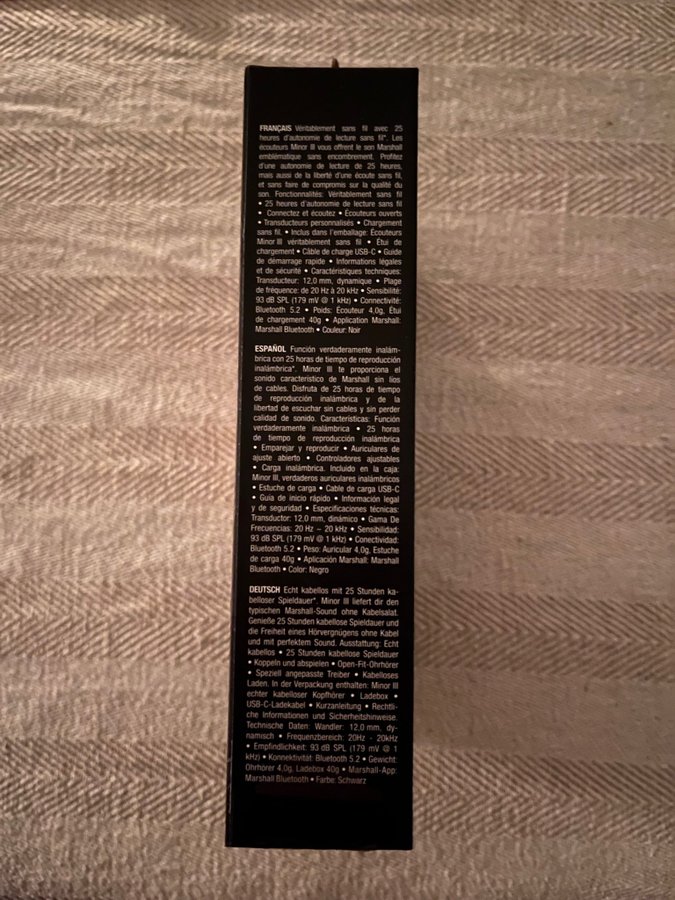 FRANÇAIS Véritablement sans fil avec 25
heures d'autonomie de lecture sans fil*. Les
écouteurs Minor III vous offrent le son Marshall
emblématique sans encombrement. Profitez
d'une autonomie de lecture de 25 heures,
mais aussi de la liberté d'une écoute sans fil,
et sans faire de compromis sur la qualité du
son. Fonctionnalités: Véritablement sans fil
• 25 heures d'autonomie de lecture sans fil
• Connectez et écoutez • Écouteurs ouverts
• Transducteurs personnalisés • Chargement
sans fil. • Inclus dans l'emballage: Écouteurs
Minor III véritablement sans fil • Étui de
chargement • Câble de charge USB-C • Guide
de démarrage rapide • Informations légales
et de sécurité • Caractéristiques techniques:
Transducteur: 12,0 mm, dynamique • Plage
de fréquence: de 20 Hz à 20 kHz • Sensibilité:
93 dB SPL (179 mV @ 1 kHz) • Connectivité:
Bluetooth 5.2 • Poids: Écouteur 4,0g, Étui
de chargement 40g • Application Marshall:
Marshall Bluetooth • Couleur: Noir
ESPAÑOL Función verdaderamente inalám-
brica con 25 horas de tiempo de reproducción
inalámbrica*. Minor III te proporciona el
sonido característico de Marshall sin líos
de cables. Disfruta de 25 horas de tiempo
de reproducción inalámbrica y de la
libertad de escuchar sin cables y sin perder
calidad de sonido. Características: Función
verdaderamente inalámbrica • 25 horas
de tiempo de reproducción inalámbrica
• Emparejar y reproducir • Auriculares de
ajuste abierto • Controladores ajustables
• Carga inalámbrica. Incluido en la caja:
Minor III, verdaderos auriculares inalámbricos
• Estuche de carga • Cable de carga USB-C
• Guía de inicio rápido • Información legal
y de seguridad • Especificaciones técnicas:
Transductor: 12,0 mm, dinámico • Gama De
Frecuencias: 20 Hz – 20 kHz • Sensibilidad:
93 dB SPL (179 mV @ 1 kHz) • Conectividad:
Bluetooth 5.2 • Peso: Auricular 4,0g, Estuche
de carga 40g • Aplicación Marshall: Marshall
Bluetooth • Color: Negro
DEUTSCH Echt kabellos mit 25 Stunden ka-
belloser Spieldauer*. Minor III liefert dir den
typischen Marshall-Sound ohne Kabelsalat.
Genieße 25 Stunden kabellose Spieldauer und
die Freiheit eines Hörvergnügens ohne Kabel
und mit perfektem Sound. Ausstattung: Echt
kabellos • 25 Stunden kabellose Spieldauer
• Koppeln und abspielen • Open-Fit-Ohrhörer
• Speziell angepasste Treiber • Kabelloses
Laden. In der Verpackung enthalten: Minor III
echter kabelloser Kopfhörer • Ladebox •
USB-C-Ladekabel • Kurzanleitung • Rechtli-
che Informationen und Sicherheitshinweise.
Technische Daten: Wandler: 12,0 mm, dy-
namisch • Frequenzbereich: 20Hz - 20kHz
• Empfindlichkeit: 93 dB SPL (179 mV @ 1
kHz) • Konnektivität: Bluetooth 5.2 • Gewicht:
Ohrhörer 4,0g, Ladebox 40g • Marshall-App:
Marshall Bluetooth • Farbe: Schwarz